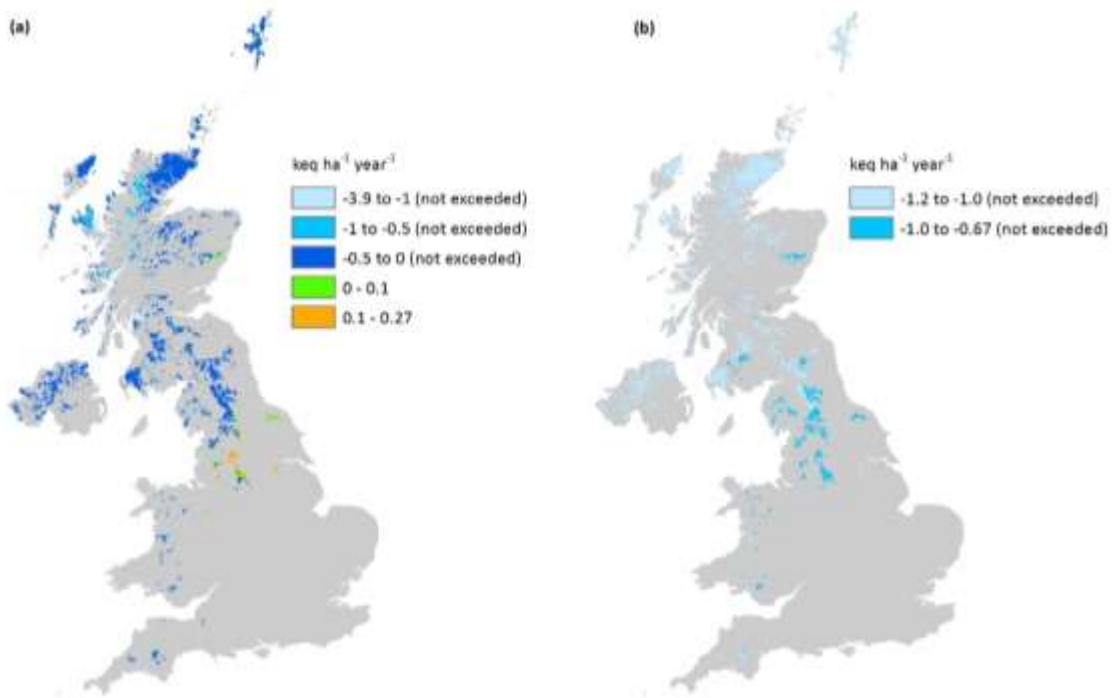 (a)
keq ha⁻¹ year⁻¹
-3.9 to -1 (not exceeded)
-1 to -0.5 (not exceeded)
-0.5 to 0 (not exceeded)
0 - 0.1
0.1 - 0.27
(b)
keq ha⁻¹ year⁻¹
-1.2 to -1.0 (not exceeded)
-1.0 to -0.67 (not exceeded)